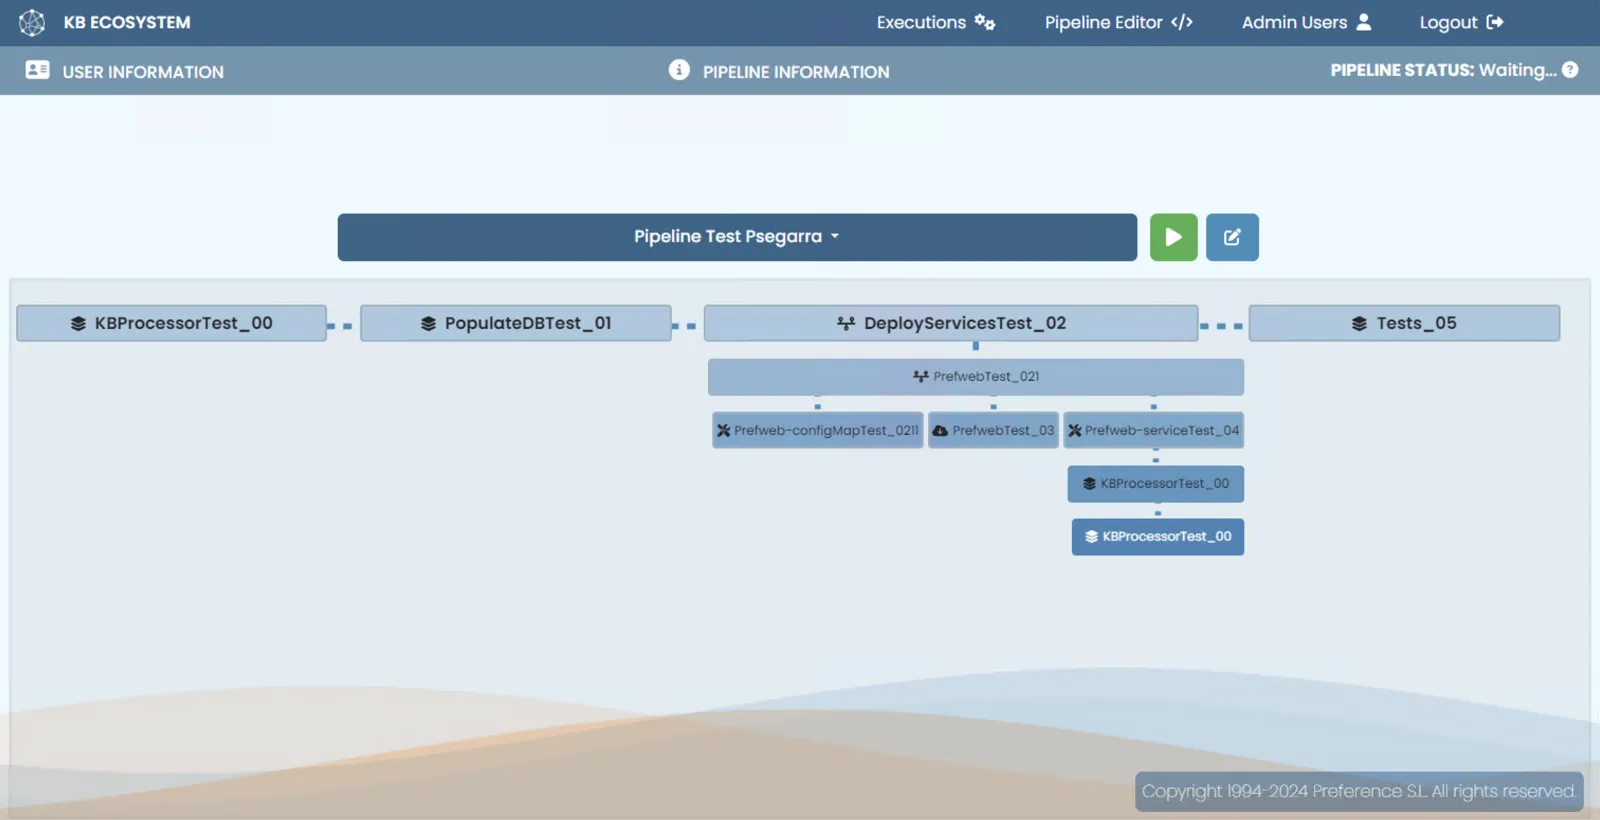 KB ECOSYSTEM
Executions
Pipeline Editor </>
Admin Users
Logout
USER INFORMATION
PIPELINE INFORMATION
PIPELINE STATUS: Waiting... ?
Pipeline Test Psegarra
KBProcessorTest_00
PopulateDBTest_01
DeployServicesTest_02
Tests_05
PrefwebTest_021
Prefweb-configMapTest_0211
PrefwebTest_03
Prefweb-serviceTest_04
KBProcessorTest_00
KBProcessorTest_00
Copyright 1994-2024 Preference S.L. All rights reserved.